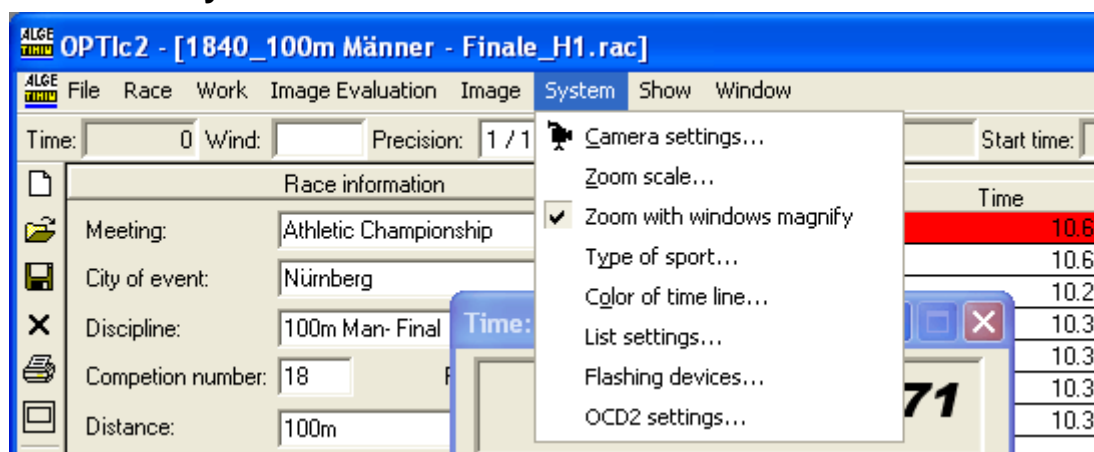 ALGE TIMING OPTIc2 - [1840_100m Männer - Finale_H1.rac]
ALGE TIMING File Race Work Image Evaluation Image System Show Window
Time: 0 Wind: Precision: 1 / 1 Start time:
Camera settings...
Zoom scale...
Zoom with windows magnify
Type of sport...
Color of time line...
List settings...
Flashing devices...
OCD2 settings...
Race information
Meeting: Athletic Championship
City of event: Nürnberg
Discipline: 100m Man- Final
Competion number: 18
Distance: 100m
Time:
71
Time
10.6
10.6
10.2
10.3
10.3
10.3
10.3